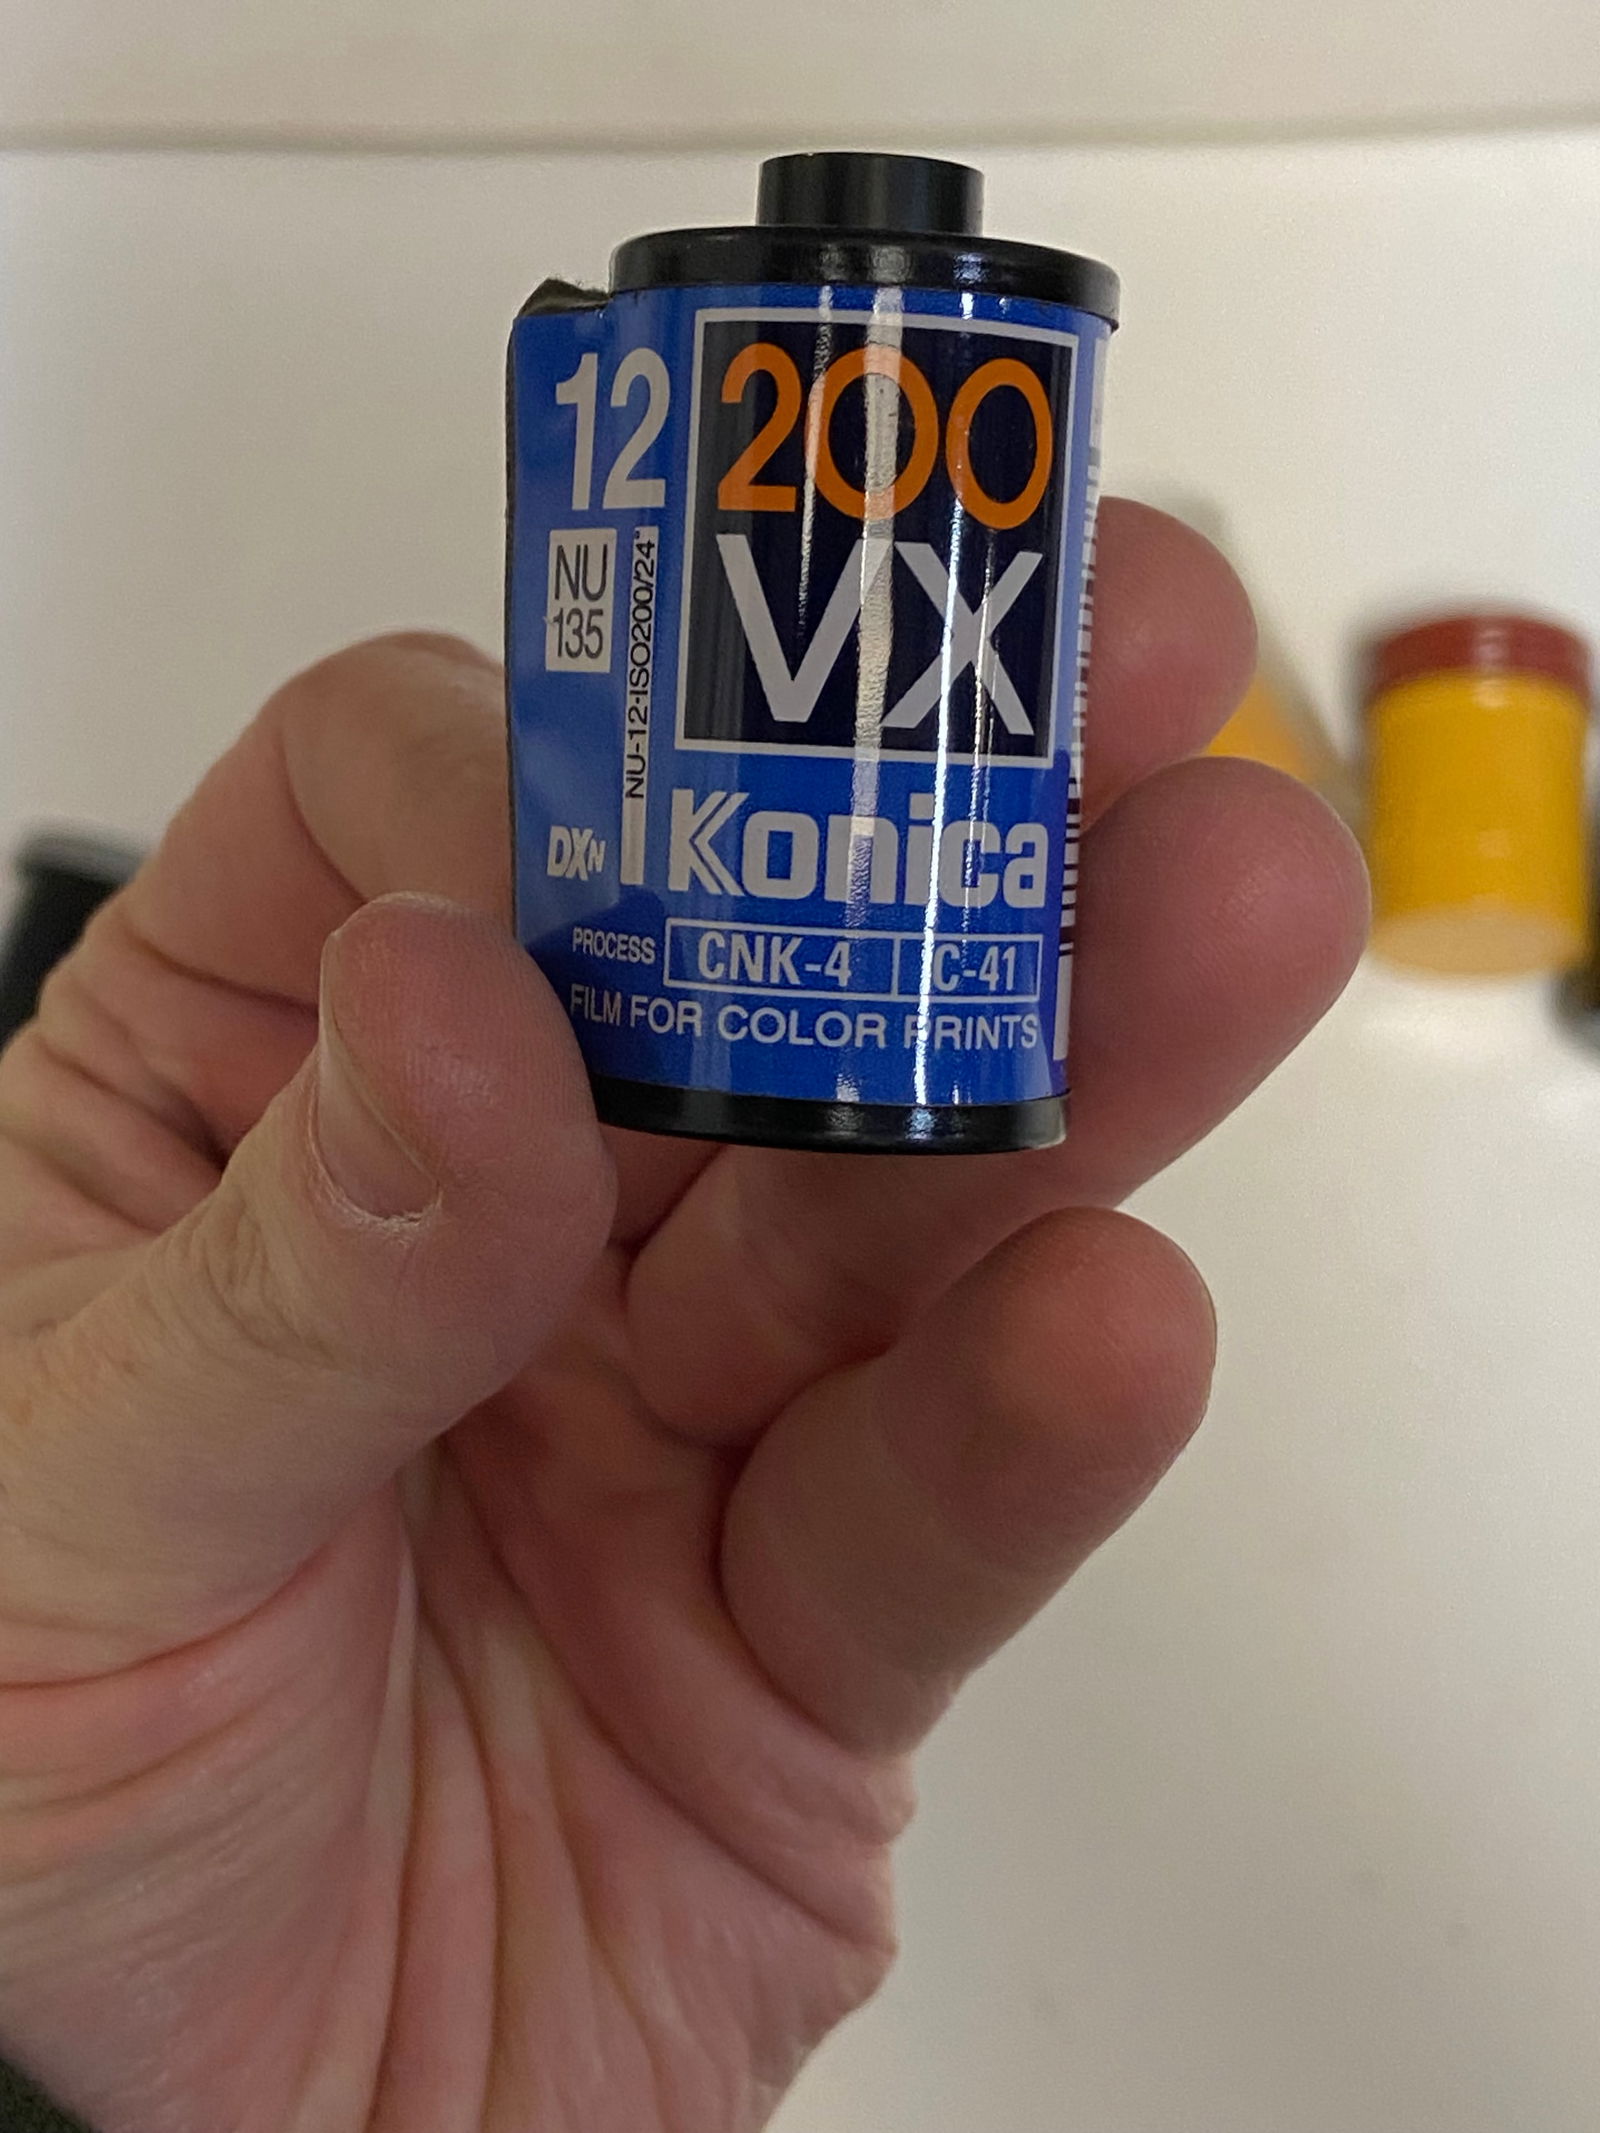 12
200
VX
NU
135
NU-12-ISO200/24°
DXN
Konica
PROCESS CNK-4 C-41
FILM FOR COLOR PRINTS